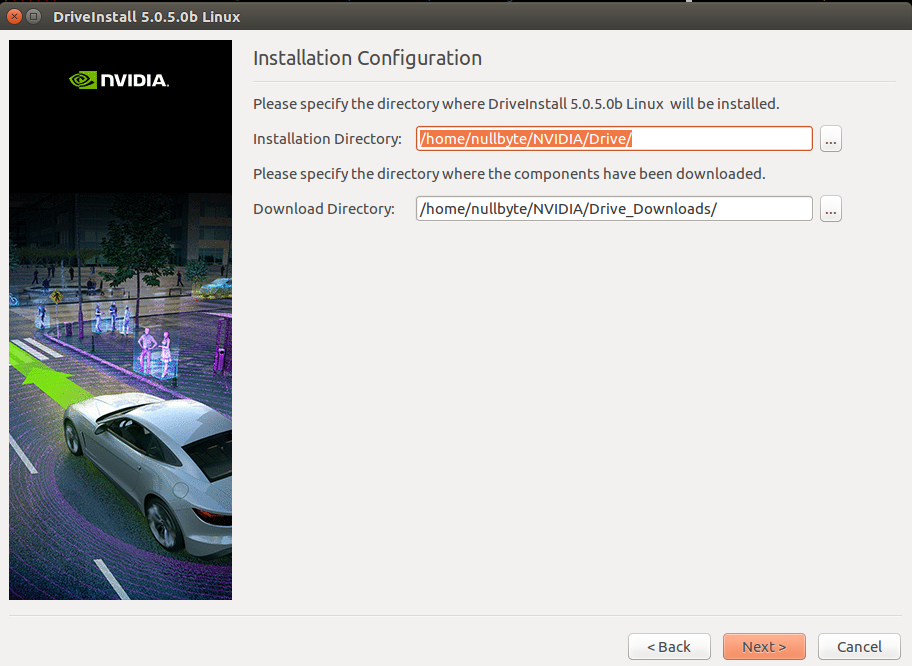 DriveInstall 5.0.5.0b Linux
NVIDIA.
Installation Configuration
Please specify the directory where DriveInstall 5.0.5.0b Linux  will be installed.
Installation Directory: /home/nullbyte/NVIDIA/Drive/ ...
Please specify the directory where the components have been downloaded.
Download Directory: /home/nullbyte/NVIDIA/Drive_Downloads/ ...
< Back Next > Cancel